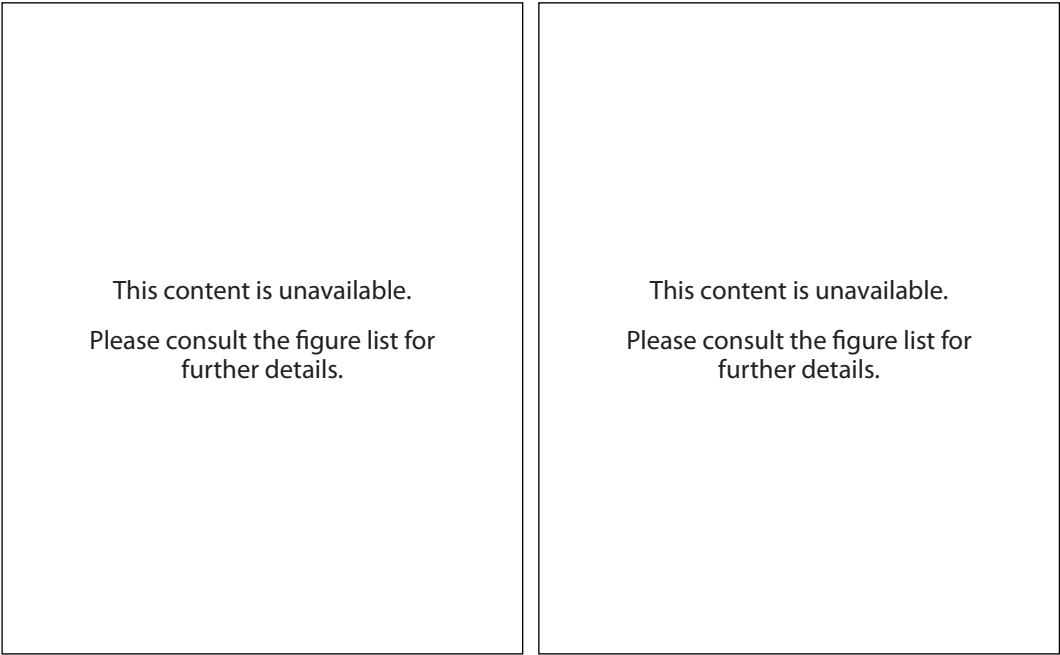 This content is unavailable.
Please consult the figure list for
further details.
This content is unavailable.
Please consult the figure list for
further details.